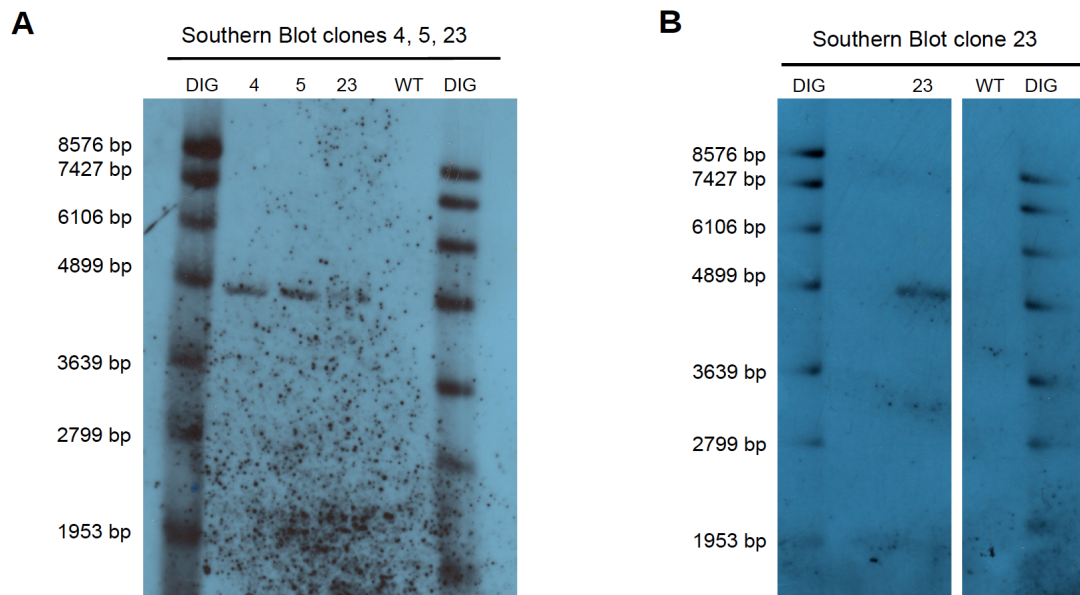 A
Southern Blot clones 4, 5, 23
DIG 4 5 23 WT DIG
8576 bp
7427 bp
6106 bp
4899 bp
3639 bp
2799 bp
1953 bp
B
Southern Blot clone 23
DIG 23 WT DIG
8576 bp
7427 bp
6106 bp
4899 bp
3639 bp
2799 bp
1953 bp